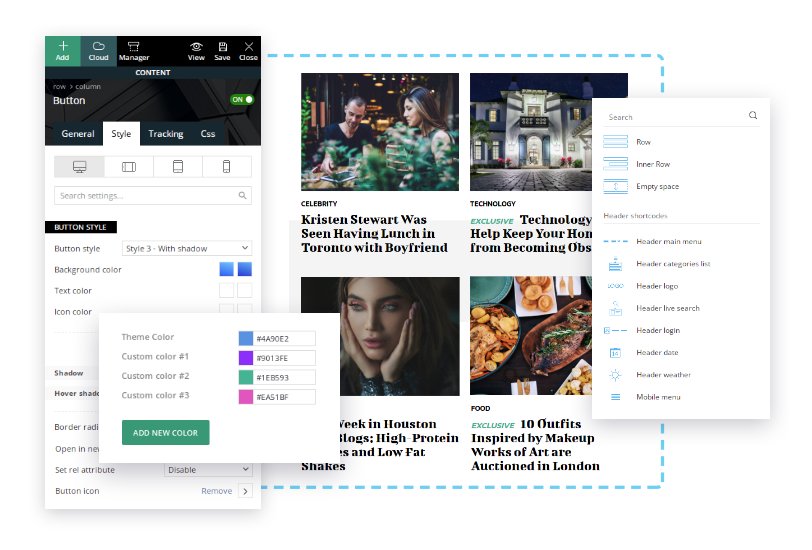 Add
Cloud
Manager
View
Save
Close
CONTENT
row > column
Button
ON
General
Style
Tracking
Css
Search settings...
BUTTON STYLE
Button style
Style 3 - With shadow
Background color
Text color
Icon color
Shadow
Hover shado
Border radi
Open in new
Set rel attribute
Disable
Button icon
Remove
Theme Color
#4A90E2
Custom color #1
#9013FE
Custom color #2
#1EB593
Custom color #3
#EA51BF
ADD NEW COLOR
CELEBRITY
Kristen Stewart Was
Seen Having Lunch in
Toronto with Boyfriend
TECHNOLOGY
EXCLUSIVE Technology
Help Keep Your Hom
from Becoming Obs
Week in Houston
Blogs; High-Protein
es and Low Fat
Shakes
FOOD
EXCLUSIVE 10 Outfits
Inspired by Makeup
Works of Art are
Auctioned in London
Search
Row
Inner Row
Empty space
Header shortcodes
Header main menu
Header categories list
LOGO
Header logo
Header live search
Header login
Header date
Header weather
Mobile menu